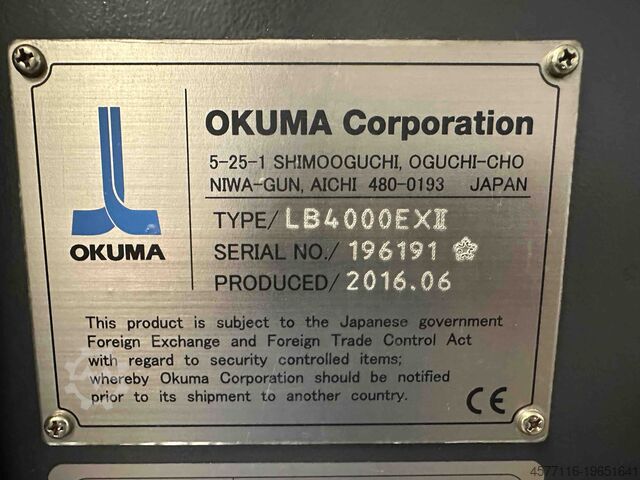 OKUMA
OKUMA Corporation
5-25-1 SHIMOOGUCHI, OGUCHI-CHO
NIWA-GUN, AICHI 480-0193 JAPAN
TYPE/ LB4000EXⅡ
SERIAL NO./ 196191
PRODUCED/ 2016.06
This product is subject to the Japanese government
Foreign Exchange and Foreign Trade Control Act
with regard to security controlled items;
whereby Okuma Corporation should be notified
prior to its shipment to another country.
CE
4577116-19651641